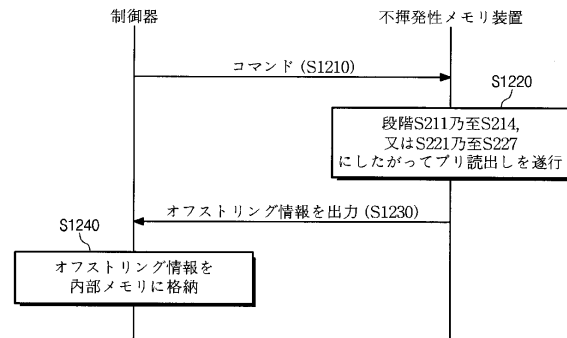 制御器
不揮発性メモリ装置
コマンド (S1210)
S1220
段階S211乃至S214,
又はS221乃至S227
にしたがってプリ読出しを遂行
オフストリング情報を出力 (S1230)
S1240
オフストリング情報を
内部メモリに格納